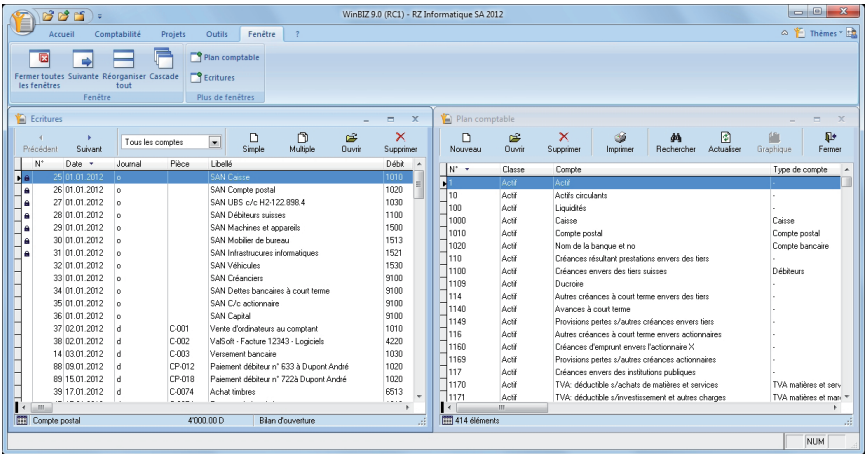 WinBIZ 9.0 (RC1) - RZ Informatique SA 2012
Accueil Comptabilité Projets Outils Fenêtre ? Thèmes
Fermer toutes les fenêtres
Suivante
Réorganiser tout
Cascade
Plan comptable
Ecritures
Fenêtre
Plus de fenêtres
Ecritures
Précédent Suivant Tous les comptes Simple Multiple Ouvrir Supprimer
N° Date Journal Pièce Libellé Débit
25 01.01.2012 o SAN Caisse 1010
26 01.01.2012 o SAN Compte postal 1020
27 01.01.2012 o SAN UBS c/c H2-122.898.4 1030
28 01.01.2012 o SAN Débiteurs suisses 1100
29 01.01.2012 o SAN Machines et appareils 1500
30 01.01.2012 o SAN Mobilier de bureau 1513
31 01.01.2012 o SAN Infrastrucures informatiques 1521
32 01.01.2012 o SAN Véhicules 1530
33 01.01.2012 o SAN Créanciers 9100
34 01.01.2012 o SAN Dettes bancaires à court terme 9100
35 01.01.2012 o SAN C/c actionnaire 9100
36 01.01.2012 o SAN Capital 9100
37 02.01.2012 d C-001 Vente d'ordinateurs au comptant 1010
38 02.01.2012 d C-002 ValSoft - Facture 12343 - Logiciels 4220
14 03.01.2012 d C-003 Versement bancaire 1030
88 09.01.2012 d CP-012 Paiement débiteur n° 633 à Dupont André 1020
89 15.01.2012 d CP-018 Paiement débiteur n° 722à Dupont André 1020
39 17.01.2012 d C-0074 Achat timbres 6513
Compte postal 4'000.00 D Bilan d'ouverture
Plan comptable
Nouveau Ouvrir Supprimer Imprimer Rechercher Actualiser Graphique Fermer
N° Classe Compte Type de compte
1 Actif Actif -
10 Actif Actifs circulants -
100 Actif Liquidités -
1000 Actif Caisse Caisse
1010 Actif Compte postal Compte postal
1020 Actif Nom de la banque et no Compte bancaire
110 Actif Créances résultant prestations envers des tiers -
1100 Actif Créances envers des tiers suisses Débiteurs
1109 Actif Ducroire -
114 Actif Autres créances à court terme envers des tiers -
1140 Actif Avances à court terme -
1149 Actif Provisions pertes s/autres créances envers tiers -
116 Actif Autres créances à court terme envers actionnaires -
1160 Actif Créances d'emprunt envers l'actionnaire X -
1169 Actif Provisions pertes s/autres créances actionnaires -
117 Actif Créances envers des institutions publiques -
1170 Actif TVA: déductible s/achats de matières et services TVA matières et serv
1171 Actif TVA: déductible s/investissement et autres charges TVA matières et
414 éléments
NUM